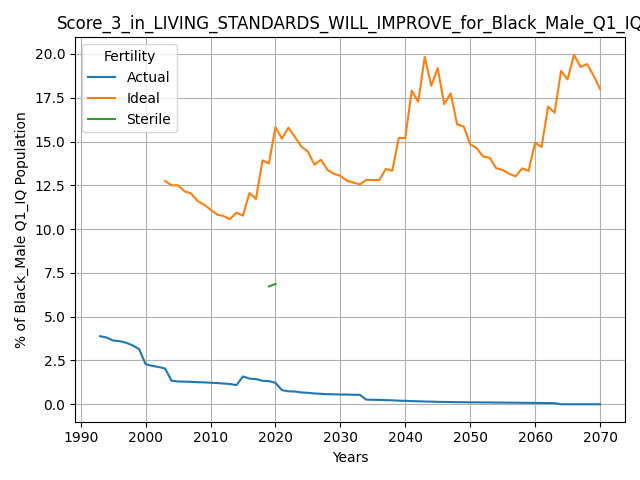 Score_3_in_LIVING_STANDARDS_WILL_IMPROVE_for_Black_Male_Q1_IQ
Fertility
Actual
Ideal
Sterile
% of Black_Male Q1_IQ Population
20.0
17.5
15.0
12.5
10.0
7.5
5.0
2.5
0.0
1990 2000 2010 2020 2030 2040 2050 2060 2070
Years